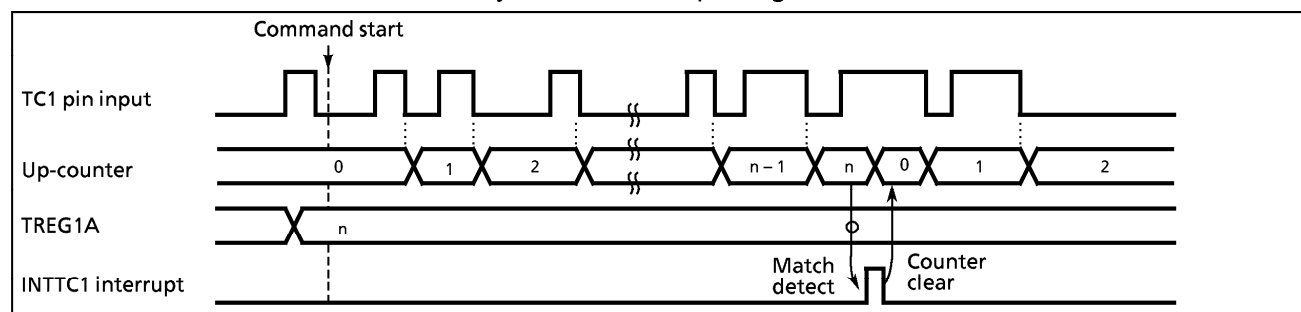 Command start
TC1 pin input
Up-counter
0
1
2
n – 1
n
0
1
2
TREG1A
n
Match
detect
Counter
clear
INTTC1 interrupt